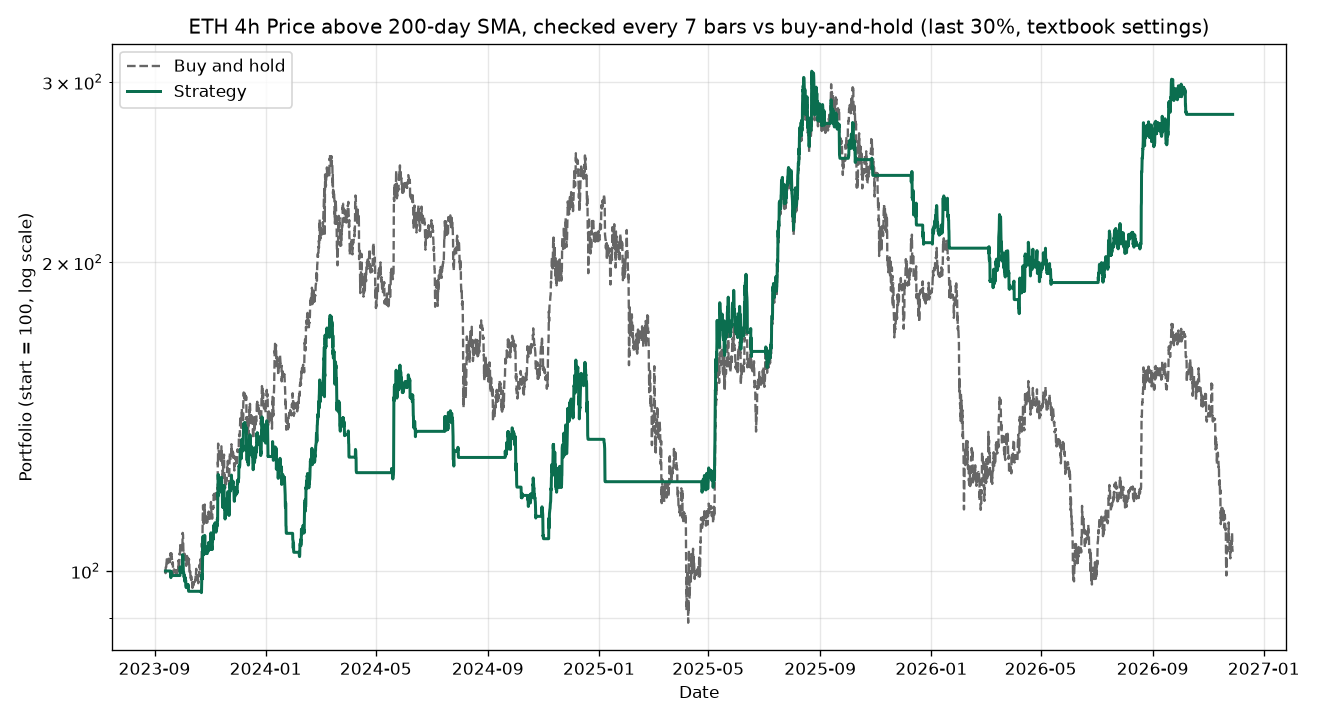 ETH 4h Price above 200-day SMA, checked every 7 bars vs buy-and-hold (last 30%, textbook settings)
Buy and hold
Strategy
3 × 10²
2 × 10²
10²
Portfolio (start = 100, log scale)
2023-09 2024-01 2024-05 2024-09 2025-01 2025-05 2025-09 2026-01 2026-05 2026-09 2027-01
Date